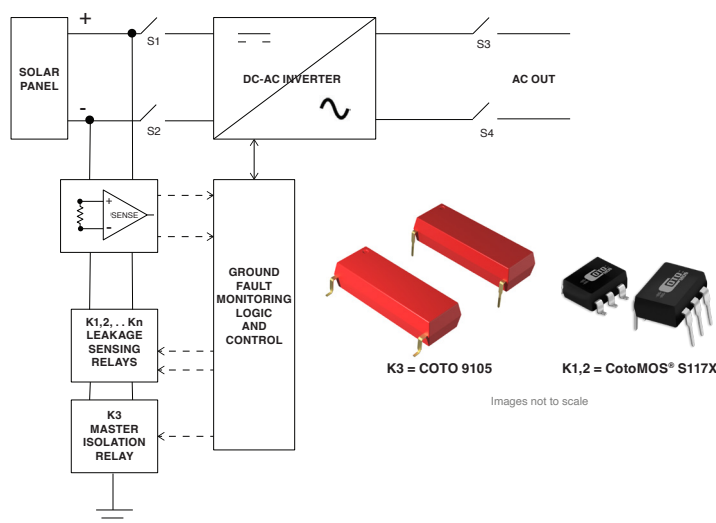 +
S1
SOLAR
PANEL
-
S2
DC-AC INVERTER
S3
AC OUT
S4
+
-
SENSE
GROUND
FAULT
MONITORING
LOGIC
AND
CONTROL
K1,2, . . Kn
LEAKAGE
SENSING
RELAYS
K3
MASTER
ISOLATION
RELAY
COTO
COTO
K3 = COTO 9105
K1,2 = CotoMOS® S117X
Images not to scale